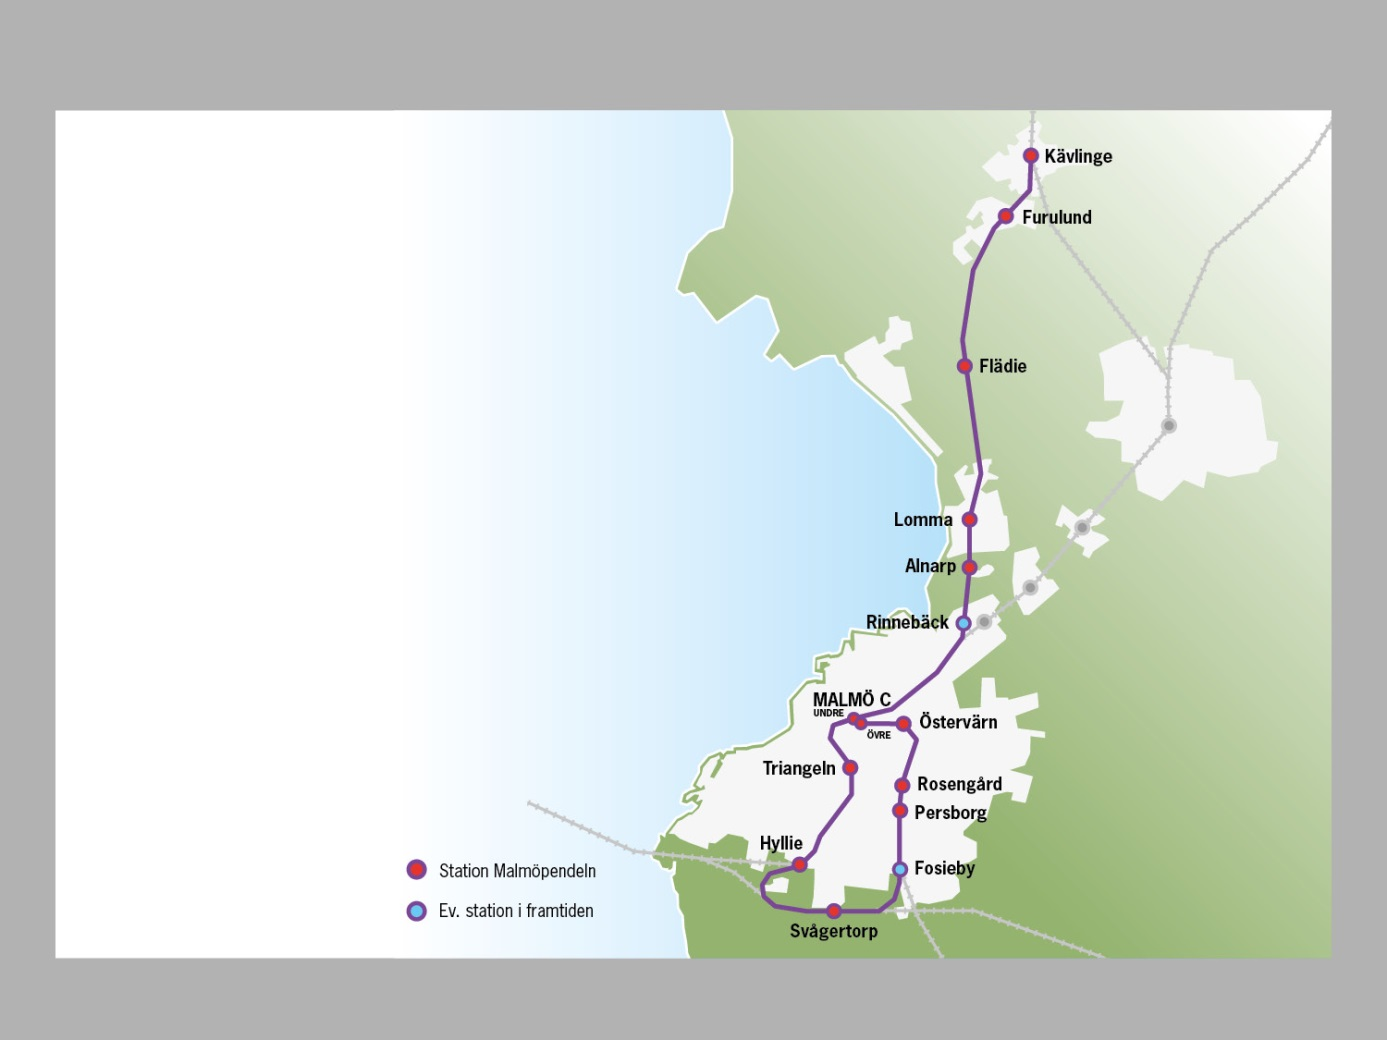 Kävlinge
Furulund
Flädie
Lomma
Alnarp
Rinnebäck
MALMÖ C
UNDRE
ÖVRE
Östervärn
Triangeln
Rosengård
Persborg
Hyllie
Fosieby
Svågertorp
Station Malmöpendeln
Ev. station i framtiden